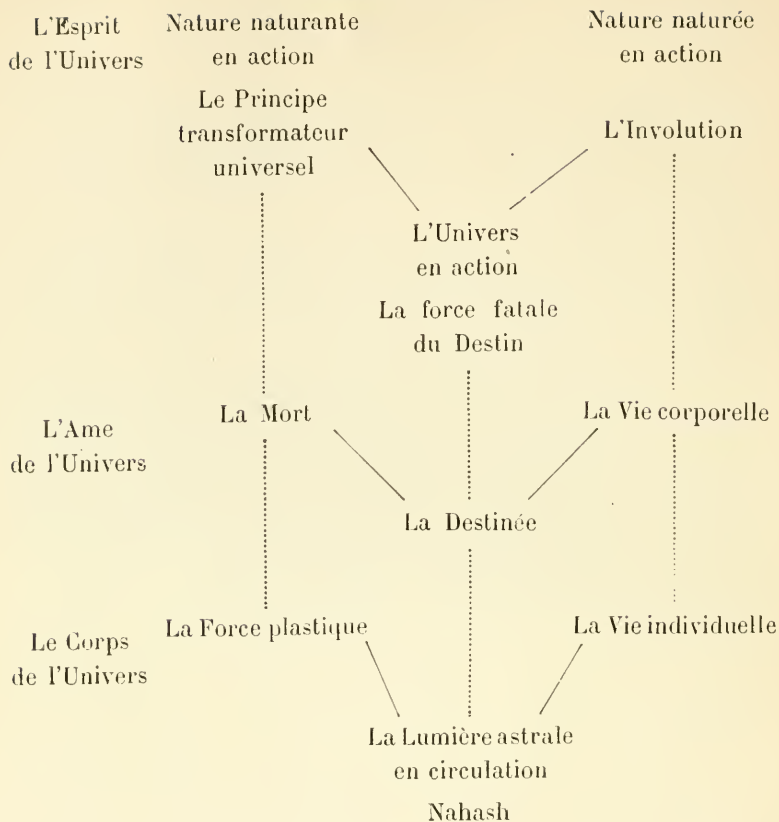 L'Esprit
de l'Univers
Nature naturante
en action
Nature naturée
en action
Le Principe
transformateur
universel
L'Involution
L'Univers
en action
La force fatale
du Destin
L'Ame
de l'Univers
La Mort
La Vie corporelle
La Destinée
Le Corps
de l'Univers
La Force plastique
La Vie individuelle
La Lumière astrale
en circulation
Nahash